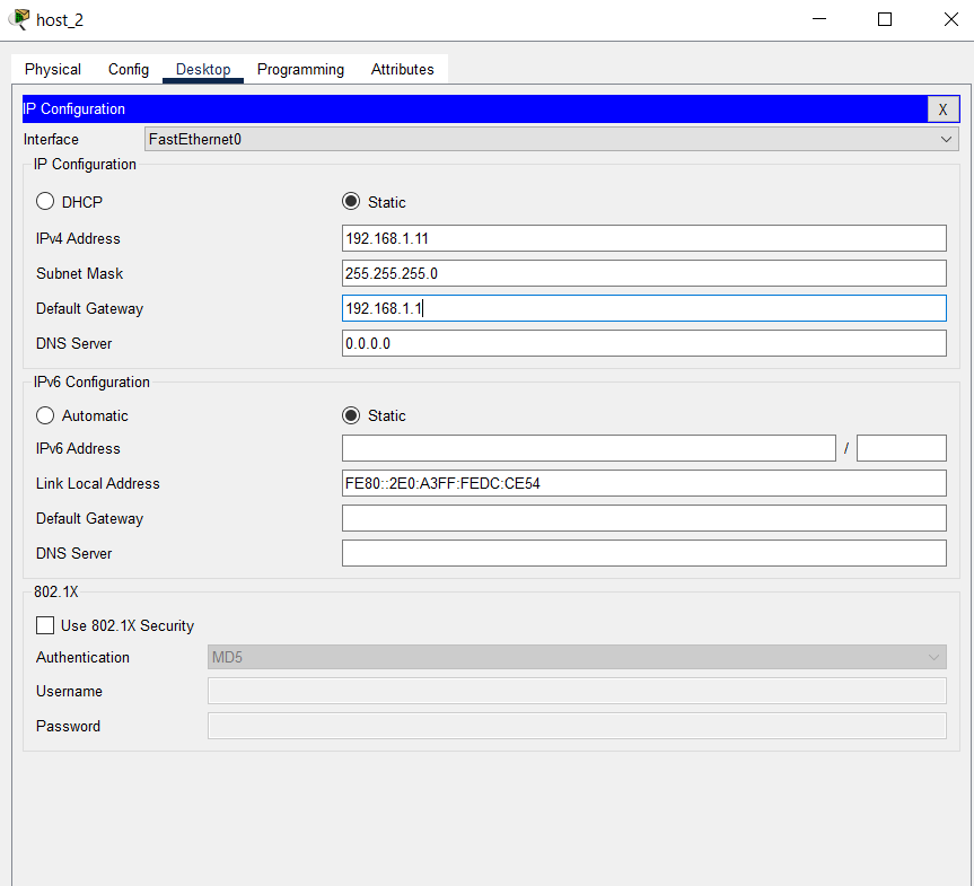 host_2
Physical Config Desktop Programming Attributes
IP Configuration X
Interface FastEthernet0
IP Configuration
DHCP Static
IPv4 Address 192.168.1.11
Subnet Mask 255.255.255.0
Default Gateway 192.168.1.1
DNS Server 0.0.0.0
IPv6 Configuration
Automatic Static
IPv6 Address /
Link Local Address FE80::2E0:A3FF:FEDC:CE54
Default Gateway
DNS Server
802.1X
Use 802.1X Security
Authentication MD5
Username
Password